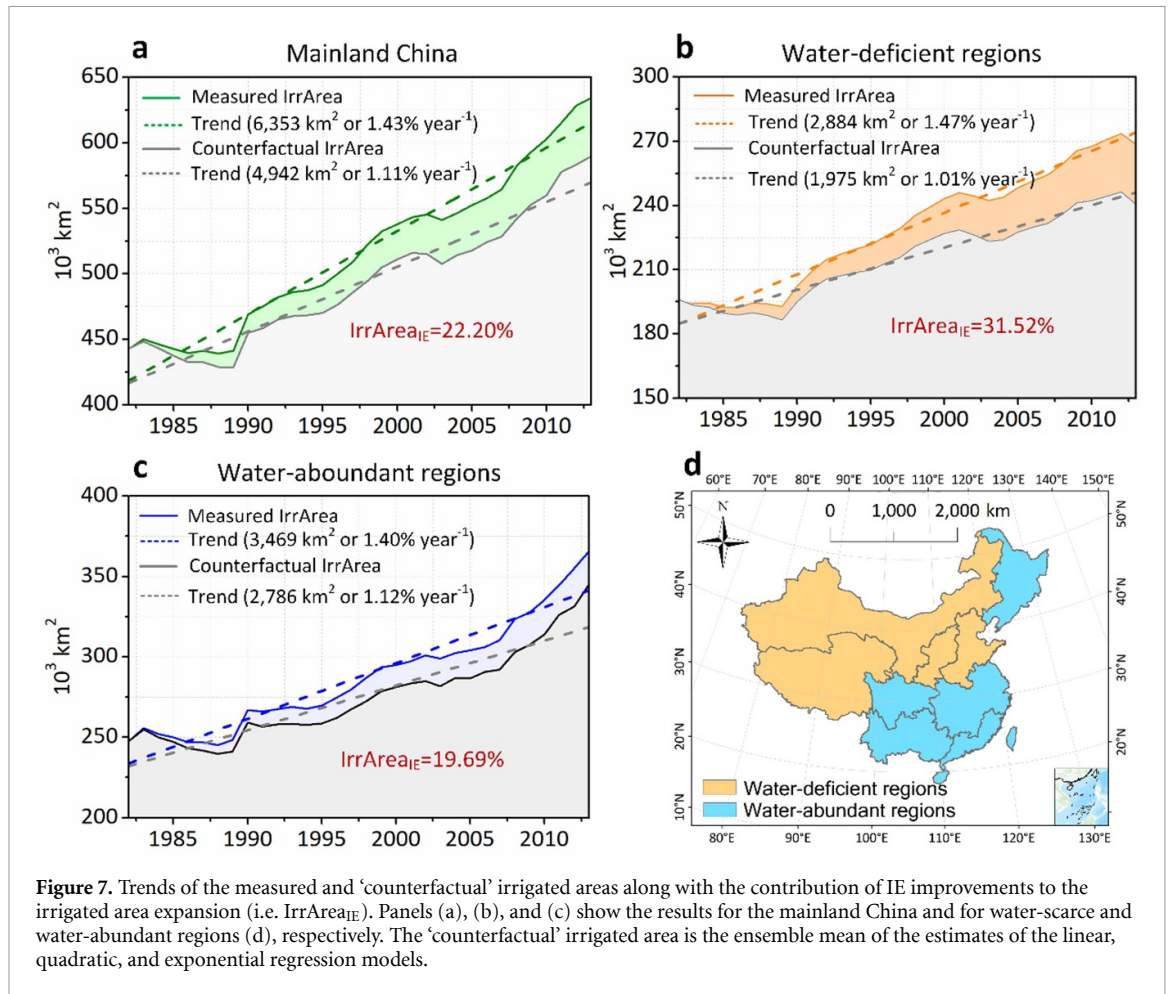 a
Mainland China
650
600
550
500
450
400
10³ km²
Measured IrrArea
Trend (6,353 km² or 1.43% year⁻¹)
Counterfactual IrrArea
Trend (4,942 km² or 1.11% year⁻¹)
IrrArea_IE=22.20%
1985 1990 1995 2000 2005 2010
b
Water-deficient regions
300
270
240
210
180
150
10³ km²
Measured IrrArea
Trend (2,884 km² or 1.47% year⁻¹)
Counterfactual IrrArea
Trend (1,975 km² or 1.01% year⁻¹)
IrrArea_IE=31.52%
1985 1990 1995 2000 2005 2010
c
Water-aboundant regions
400
350
300
250
200
10³ km²
Measured IrrArea
Trend (3,469 km² or 1.40% year⁻¹)
Counterfactual IrrArea
Trend (2,786 km² or 1.12% year⁻¹)
IrrArea_IE=19.69%
1985 1990 1995 2000 2005 2010
d
60°E 70°E 80°E 90°E 100°E 110°E 120°E 130°E 140°E 150°E
N
0 1,000 2,000 km
50°N
40°N
30°N
20°N
10°N
50°N
40°N
30°N
20°N
Water-deficient regions
Water-abundant regions
80°E 90°E 100°E 110°E 120°E 130°E
Figure 7. Trends of the measured and ‘counterfactual’ irrigated areas along with the contribution of IE improvements to the
irrigated area expansion (i.e. IrrArea_IE). Panels (a), (b), and (c) show the results for the mainland China and for water-scarce and
water-abundant regions (d), respectively. The ‘counterfactual’ irrigated area is the ensemble mean of the estimates of the linear,
quadratic, and exponential regression models.